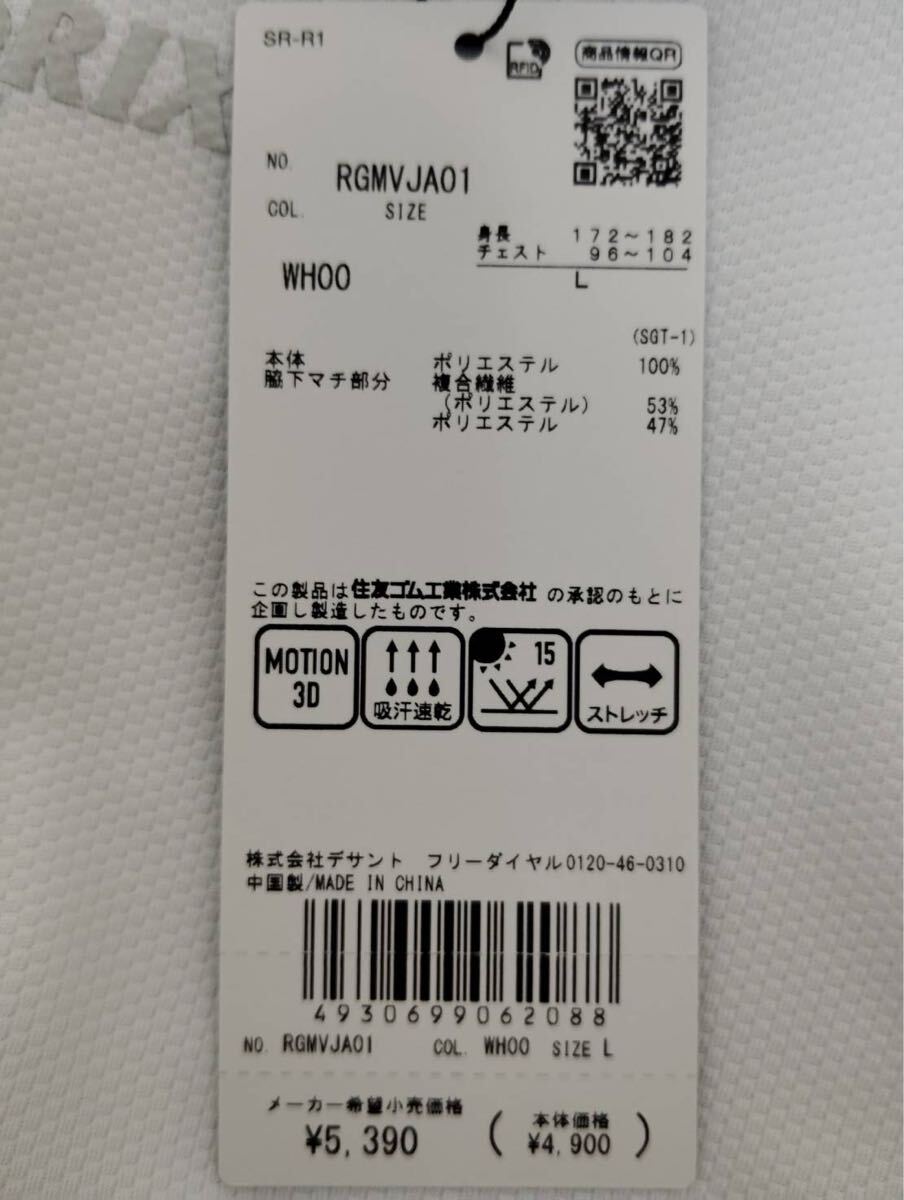 RIX
SR-R1
RFID
商品情報QR
NO.
RGMVJA01
COL.
SIZE
身長 172~182
チェスト 96~104
WH00
L
(SGT-1)
本体 ポリエステル 100%
脇下マチ部分 複合繊維
(ポリエステル) 53%
ポリエステル 47%
この製品は住友ゴム工業株式会社の承認のもとに
企画し製造したものです。
MOTION
3D
吸汗速乾
15
ストレッチ
株式会社デサント フリーダイヤル0120-46-0310
中国製/MADE IN CHINA
4930699062088
NO. RGMVJA01 COL. WH00 SIZE L
メーカー希望小売価格
¥5,390
(本体価格
¥4,900)